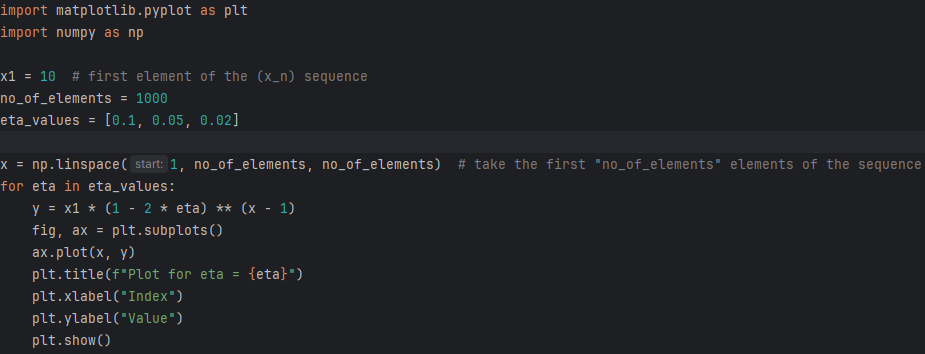 import matplotlib.pyplot as plt
import numpy as np
x1 = 10  # first element of the (x_n) sequence
no_of_elements = 1000
eta_values = [0.1, 0.05, 0.02]
x = np.linspace( start: 1, no_of_elements, no_of_elements)  # take the first "no_of_elements" elements of the sequence
for eta in eta_values:
    y = x1 * (1 - 2 * eta) ** (x - 1)
    fig, ax = plt.subplots()
    ax.plot(x, y)
    plt.title(f"Plot for eta = {eta}")
    plt.xlabel("Index")
    plt.ylabel("Value")
    plt.show()